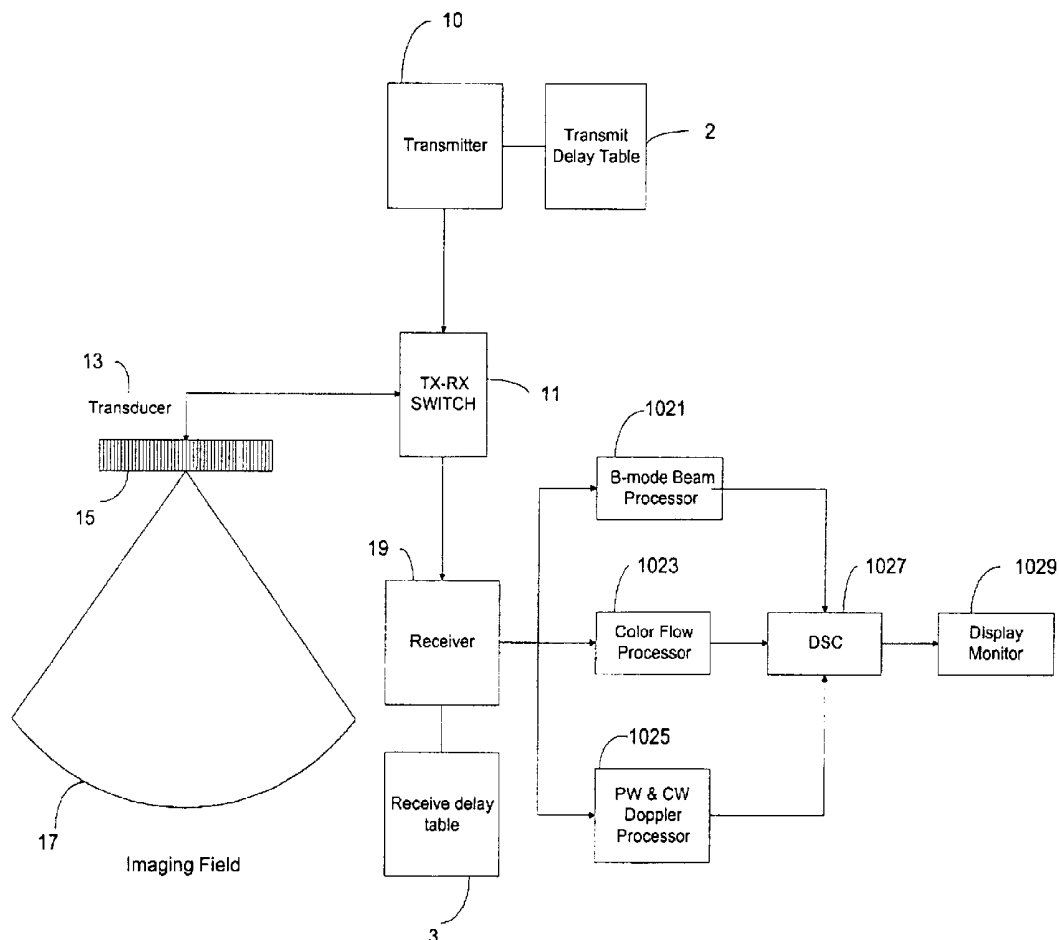 10
Transmitter
Transmit
Delay Table
2
13
Transducer
TX-RX
SWITCH
11
15
1021
B-mode Beam
Processor
19
Receiver
1023
Color Flow
Processor
1027
DSC
1029
Display
Monitor
1025
PW & CW
Doppler
Processor
Receive delay
table
17
Imaging Field
3